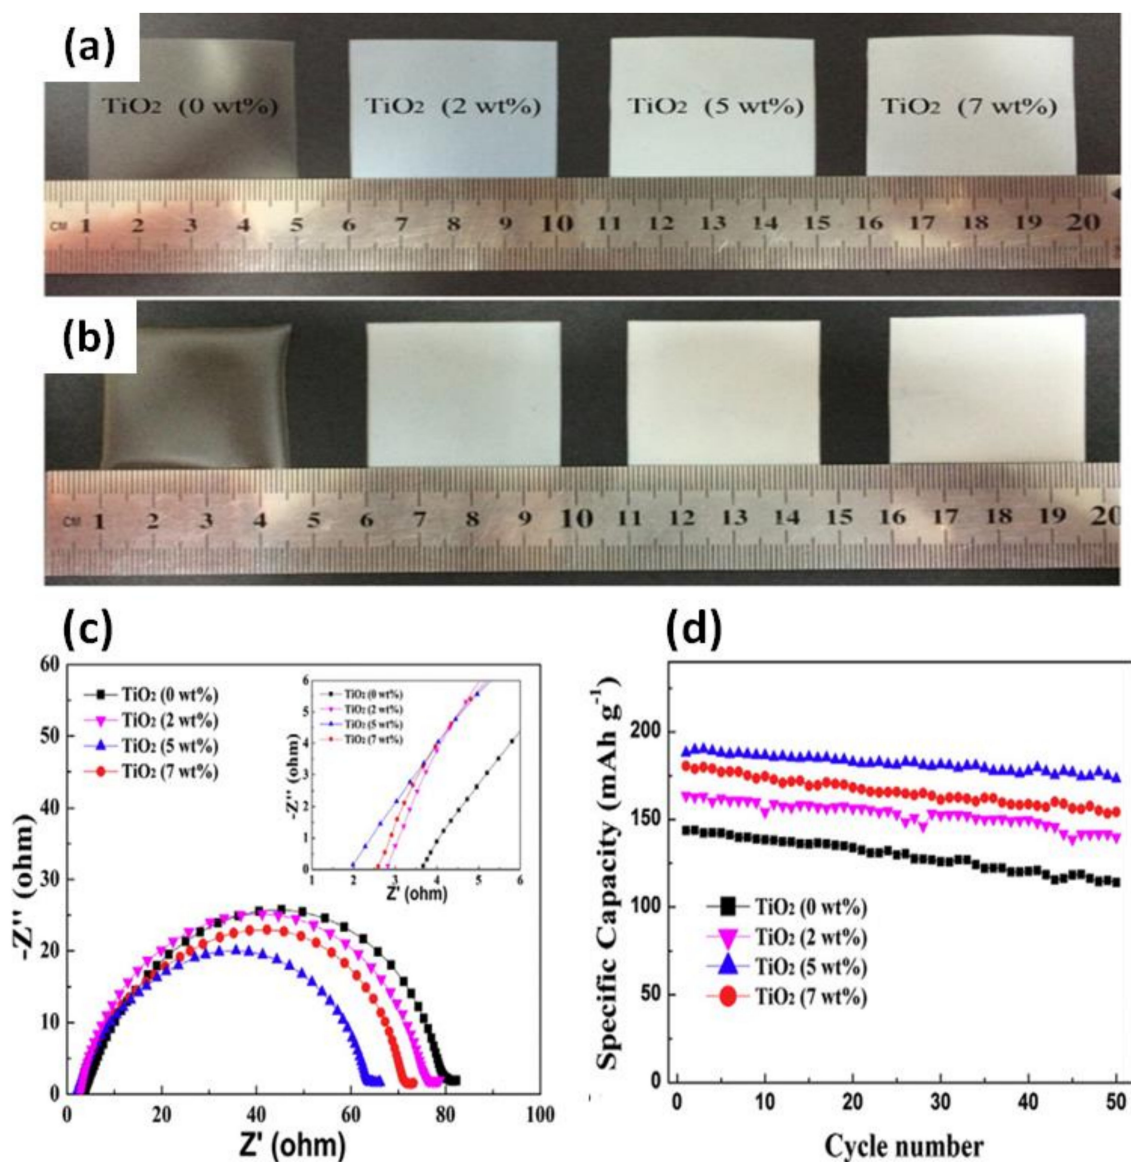 (a)
TiO2 (0 wt%) TiO2 (2 wt%) TiO2 (5 wt%) TiO2 (7 wt%)
CM 1 2 3 4 5 6 7 8 9 10 11 12 13 14 15 16 17 18 19 20
(b)
CM 1 2 3 4 5 6 7 8 9 10 11 12 13 14 15 16 17 18 19 20
(c)
60
50
40
30
20
10
0
-Z'' (ohm)
TiO2 (0 wt%)
TiO2 (2 wt%)
TiO2 (5 wt%)
TiO2 (7 wt%)
6
5
4
3
2
1
0
-Z'' (ohm)
TiO2 (0 wt%)
TiO2 (2 wt%)
TiO2 (5 wt%)
TiO2 (7 wt%)
1 2 3 4 5 6
Z' (ohm)
0 20 40 60 80 100
Z' (ohm)
(d)
200
150
100
50
0
Specific Capacity (mAh g-1)
TiO2 (0 wt%)
TiO2 (2 wt%)
TiO2 (5 wt%)
TiO2 (7 wt%)
0 10 20 30 40 50
Cycle number